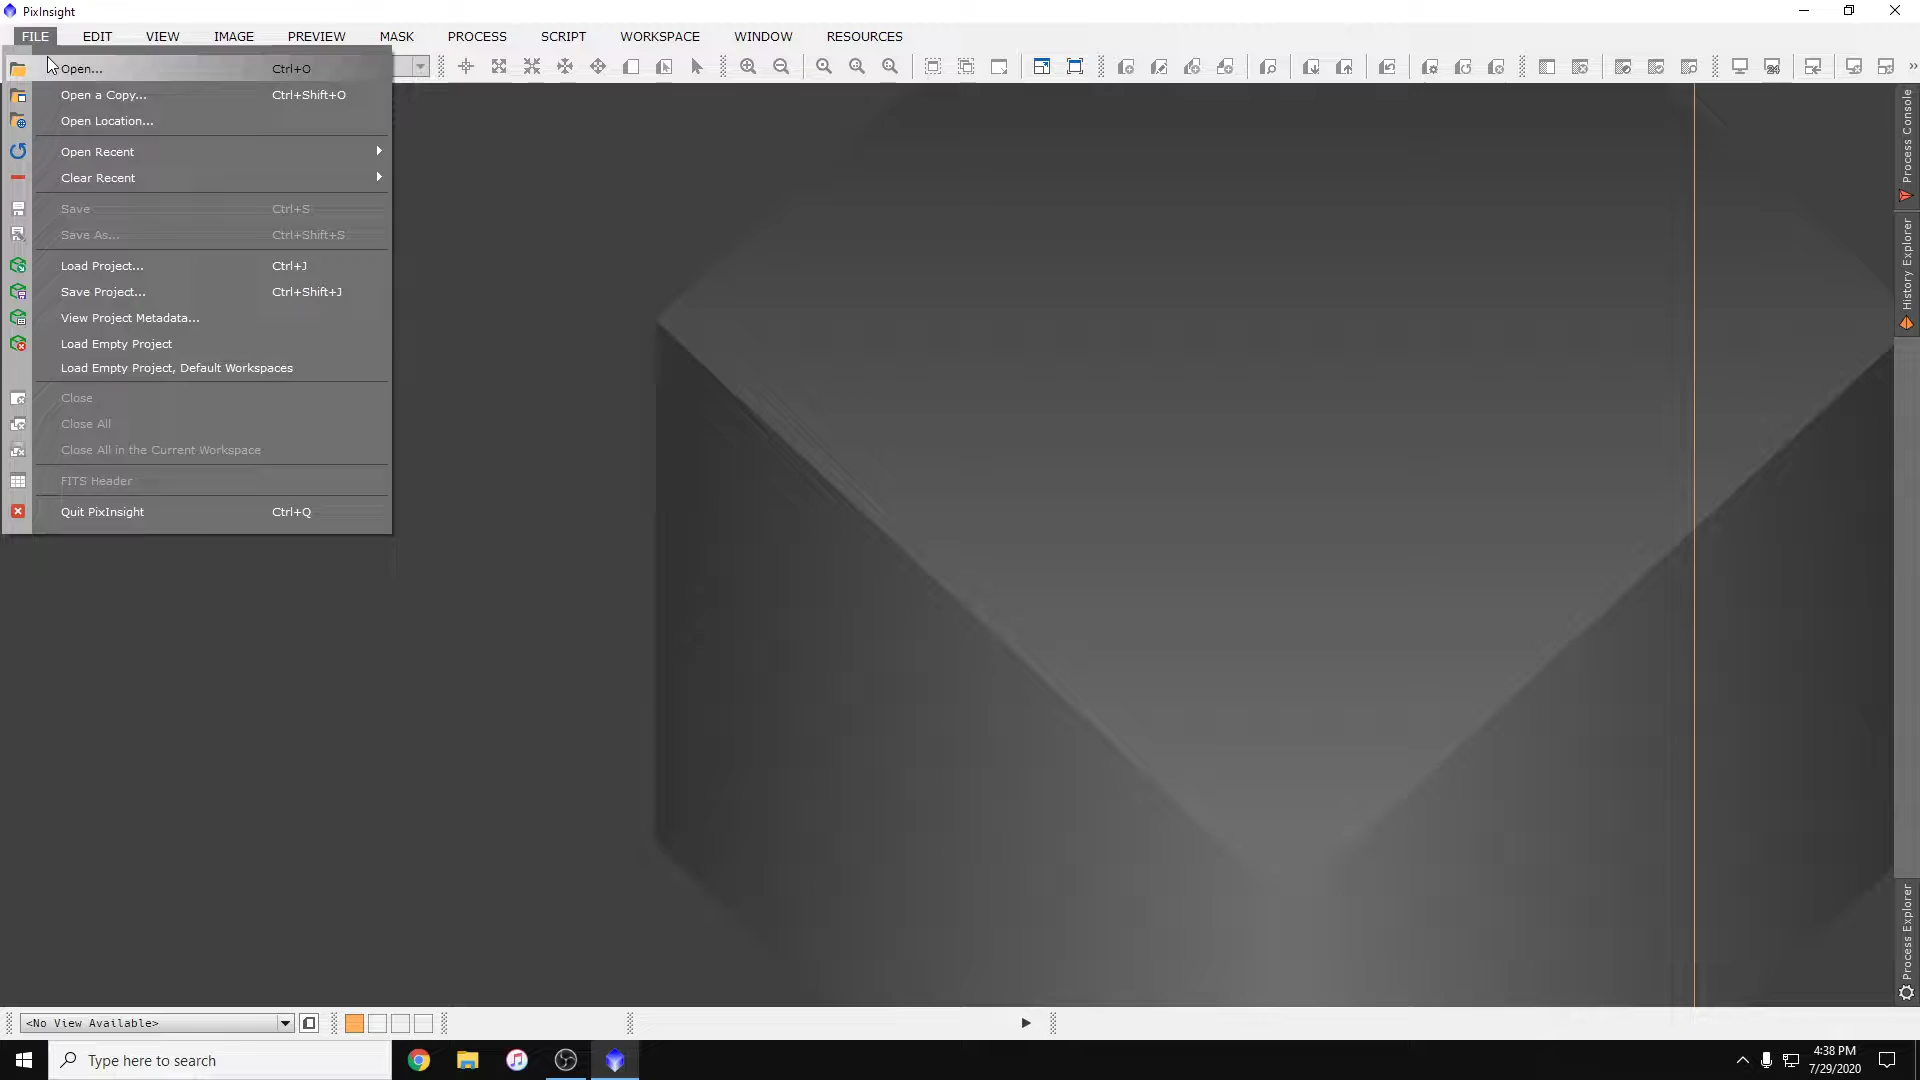 PixInsight
FILE EDIT VIEW IMAGE PREVIEW MASK PROCESS SCRIPT WORKSPACE WINDOW RESOURCES
Open... Ctrl+O
Open a Copy... Ctrl+Shift+O
Open Location...
Open Recent
Clear Recent
Save Ctrl+S
Save As... Ctrl+Shift+S
Load Project... Ctrl+J
Save Project... Ctrl+Shift+J
View Project Metadata...
Load Empty Project
Load Empty Project, Default Workspaces
Close
Close All
Close All in the Current Workspace
FITS Header
Quit PixInsight Ctrl+Q
Process Console
History Explorer
Process Explorer
<No View Available>
Type here to search
4:38 PM
7/29/2020